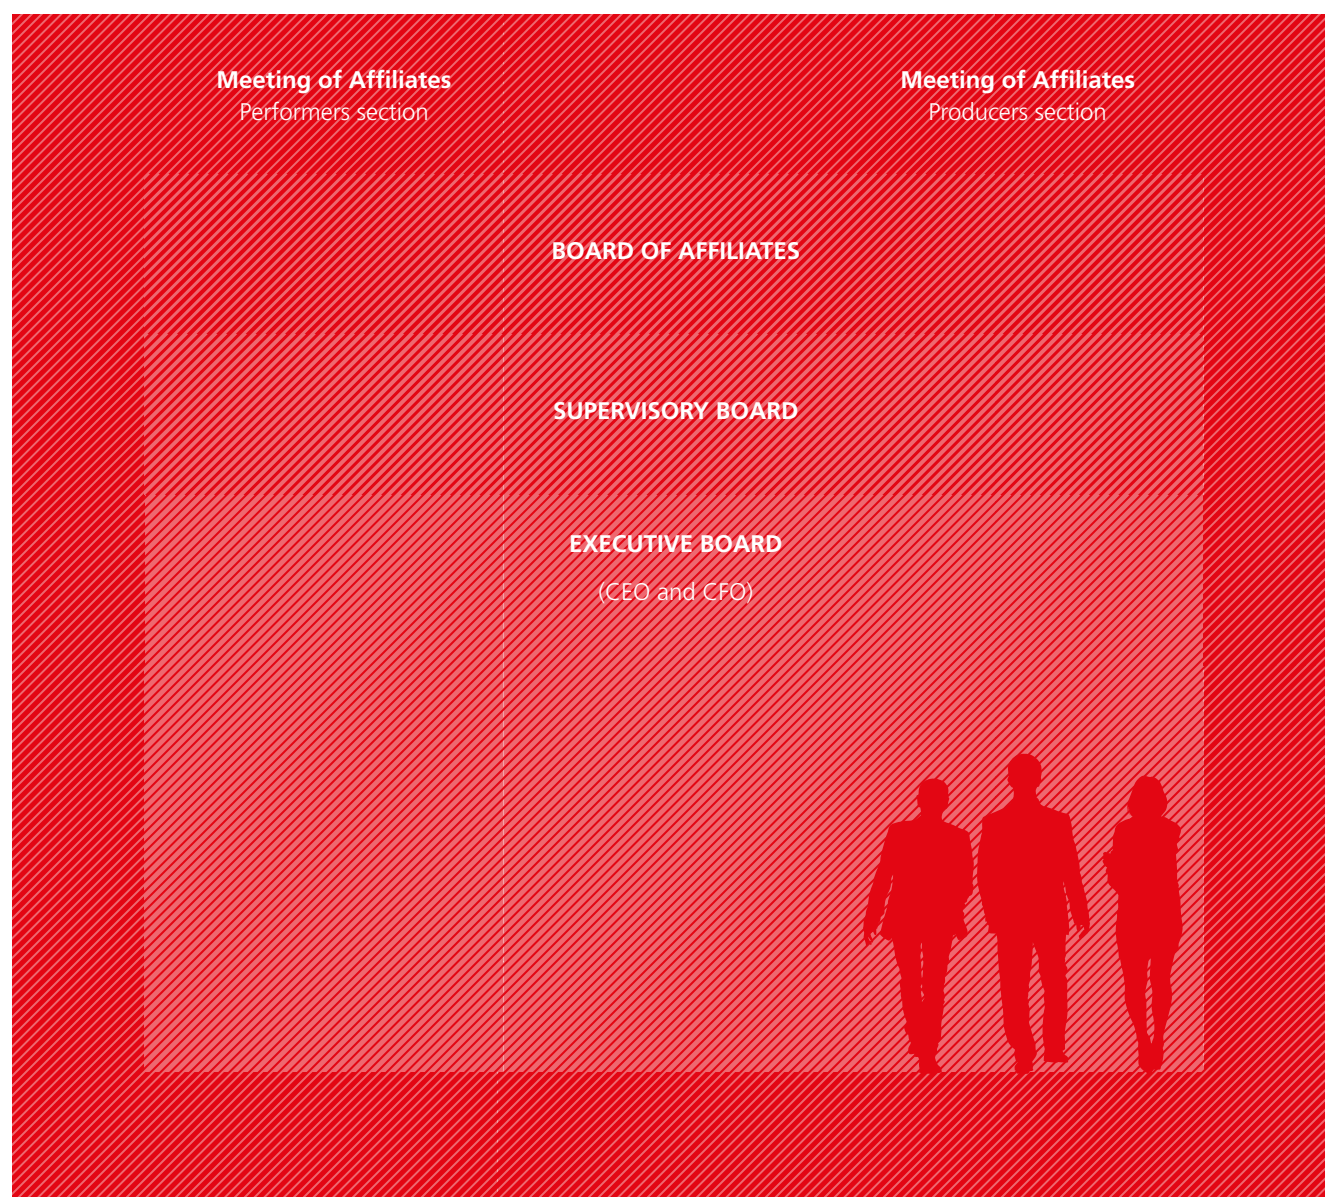 Meeting of Affiliates
Performers section
Meeting of Affiliates
Producers section
BOARD OF AFFILIATES
SUPERVISORY BOARD
EXECUTIVE BOARD
(CEO and CFO)